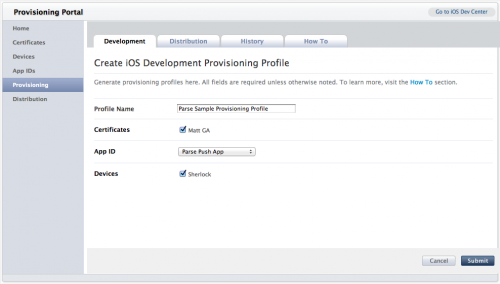 Provisioning Portal
Go to iOS Dev Center
Home
Certificates
Devices
App IDs
Provisioning
Distribution
Development
Distribution
History
How To
Create iOS Development Provisioning Profile
Generate provisioning profiles here. All fields are required unless otherwise noted. To learn more, visit the How To section.
Profile Name
Parse Sample Provisioning Profile
Certificates
Matt GA
App ID
Parse Push App
Devices
Sherlock
Cancel
Submit